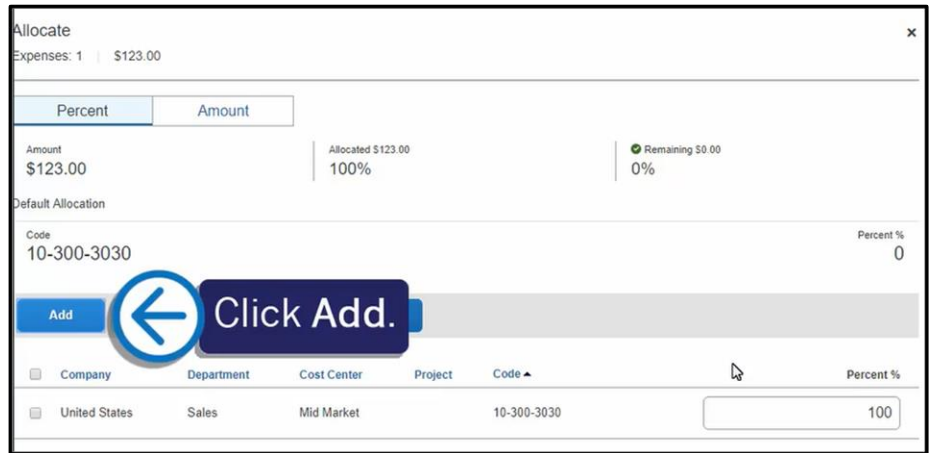 Allocate
×
Expenses: 1 | $123.00
Percent Amount
Amount Allocated $123.00 Remaining $0.00
$123.00 100% 0%
Default Allocation
Code Percent %
10-300-3030 0
Add Click Add.
Company Department Cost Center Project Code Percent %
United States Sales Mid Market 10-300-3030 100